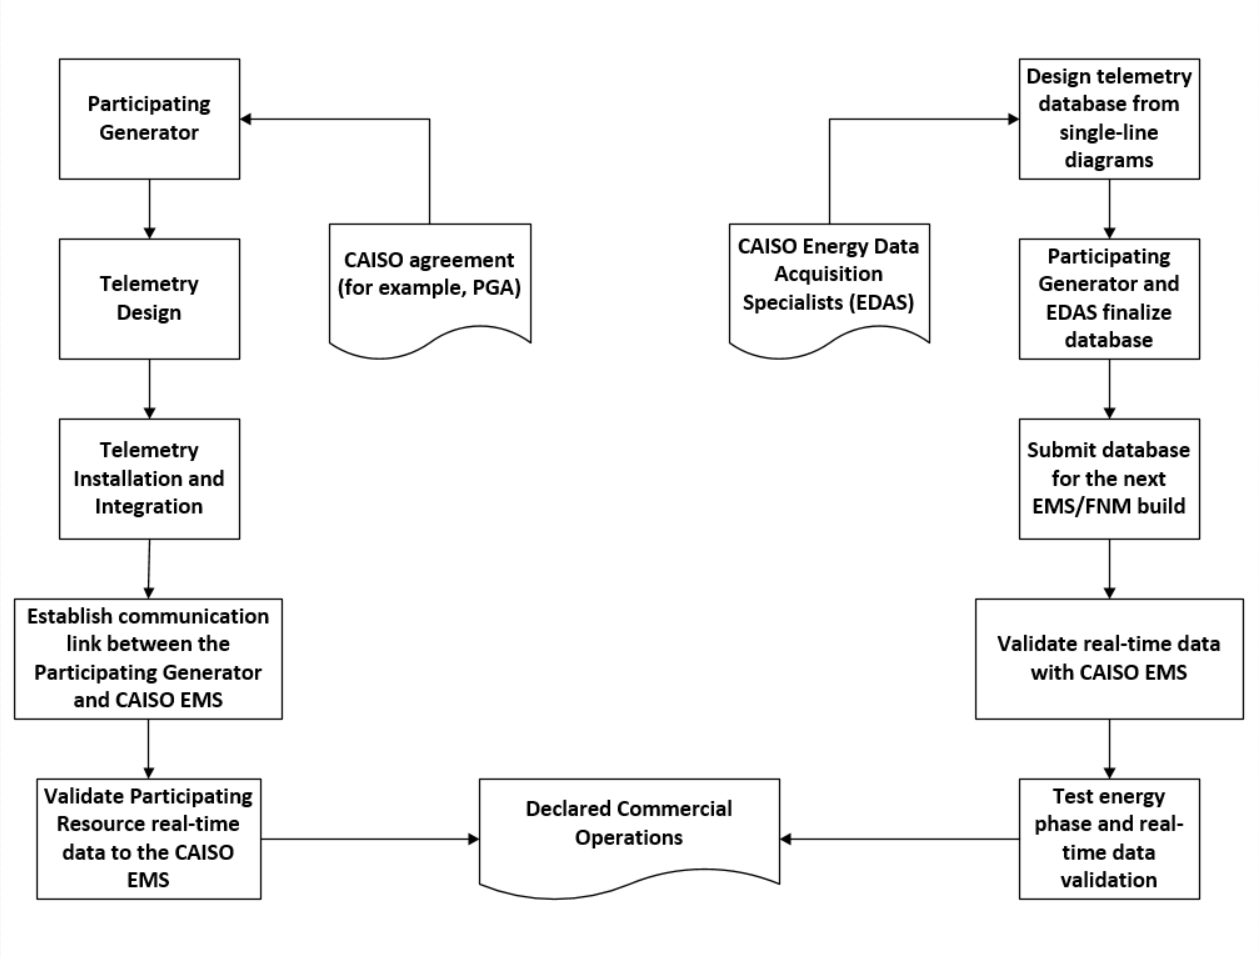 Participating
Generator
Telemetry
Design
Telemetry
Installation and
Integration
Establish communication
link between the
Participating Generator
and CAISO EMS
Validate Participating
Resource real-time
data to the CAISO
EMS
CAISO agreement
(for example, PGA)
Declared Commercial
Operations
CAISO Energy Data
Acquisition
Specialists (EDAS)
Design telemetry
database from
single-line
diagrams
Participating
Generator and
EDAS finalize
database
Submit database
for the next
EMS/FNM build
Validate real-time data
with CAISO EMS
Test energy
phase and real-
time data
validation